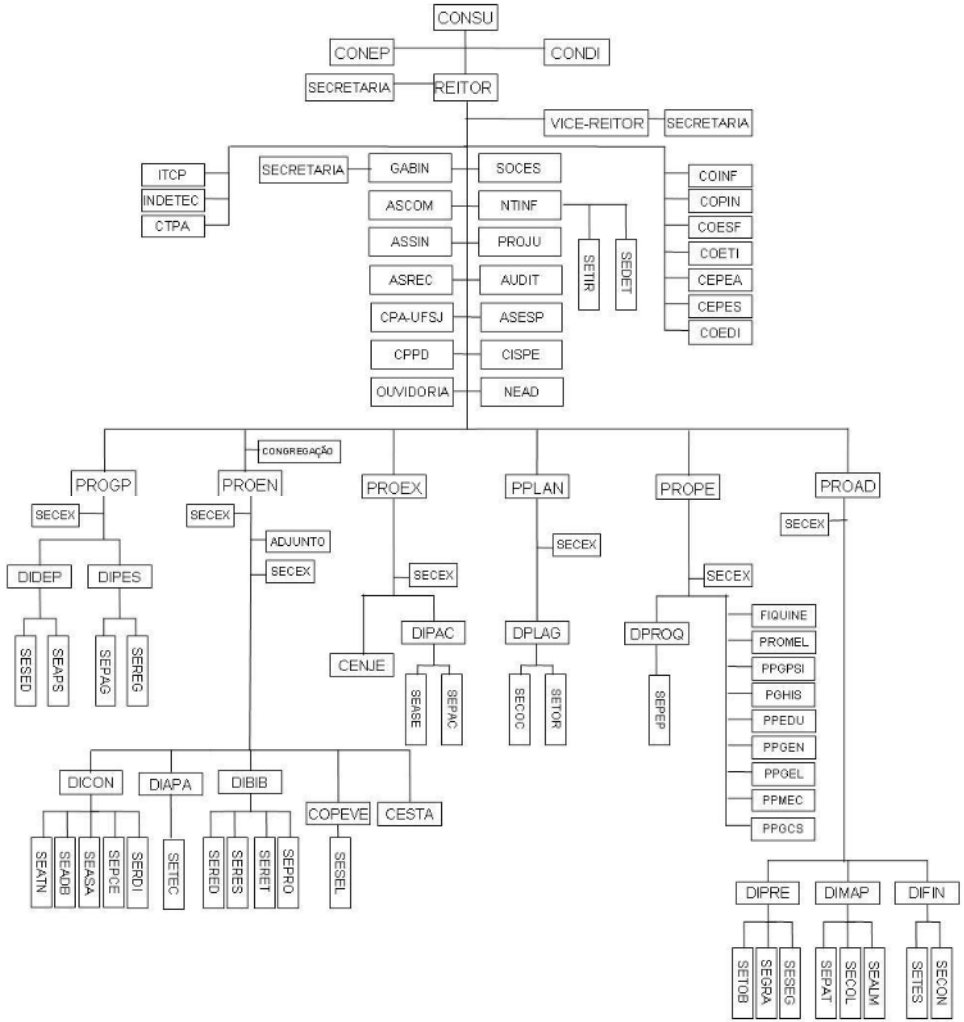 CONSU
CONEP
CONDI
SECRETARIA
REITOR
VICE-REITOR
SECRETARIA
ITCP
INDETEC
CTPA
SECRETARIA
GABIN
SOCES
ASCOM
NTINF
ASSIN
PROJU
ASREC
AUDIT
CPA-UFSJ
ASESP
CPPD
CISPE
OUVIDORIA
NEAD
SETIR
SEDET
COINF
COPIN
COESF
COETI
CEPEA
CEPES
COEDI
CONGREGAÇÃO
PROGP
PROEN
PROEX
PPLAN
PROPE
PROAD
SECEX
SECEX
ADJUNTO
SECEX
SECEX
SECEX
SECEX
SECEX
DIDEP
DIPES
SESED
SEAPS
SEPAG
SEREG
CENJE
DIPAC
SEASE
SEPAC
DPLAG
SECOC
SETOR
DPROQ
SEPEP
FIQUINE
PROMEL
PPGPSI
PGHIS
PPEDU
PPGEN
PPGEL
PPMEC
PPGCS
DICON
DIAPA
DIBIB
COPEVE
CESTA
SEATN
SEADB
SEASA
SEPCE
SERDI
SETEC
SERED
SERES
SERET
SEPRO
SESEL
DIPRE
DIMAP
DIFIN
SETOB
SEGRA
SESEG
SEPAT
SECOL
SEALM
SETES
SECON